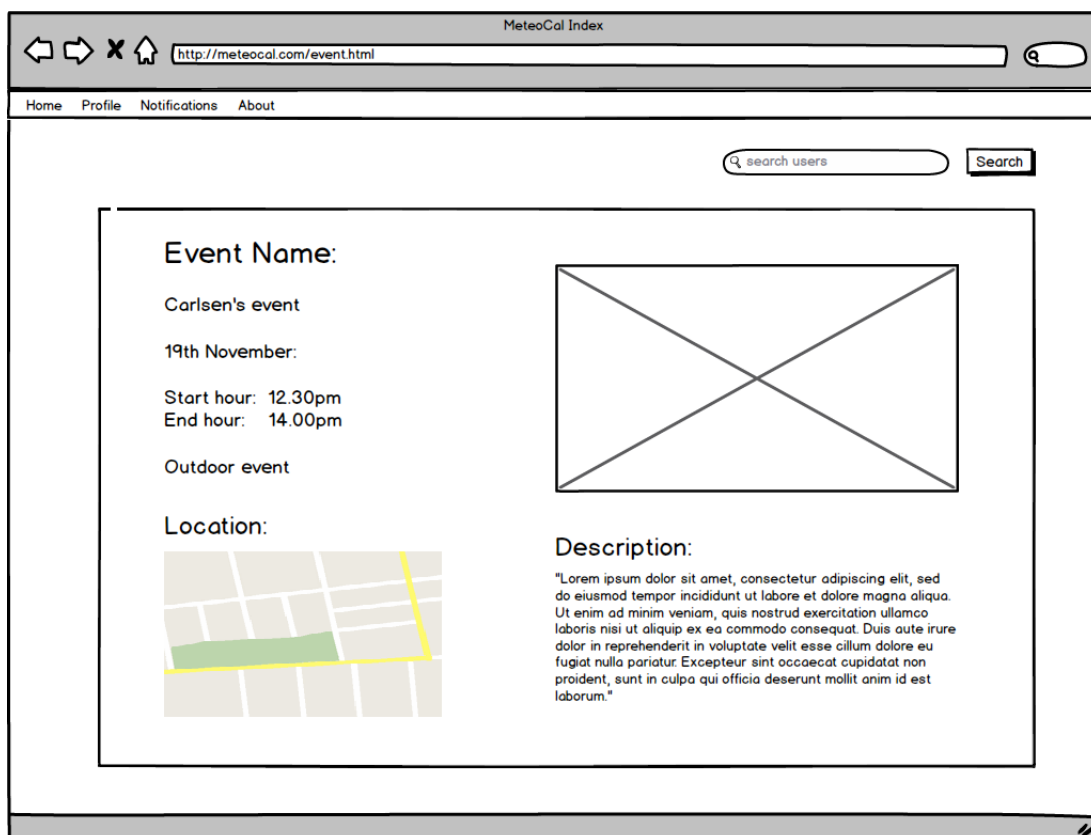 MeteoCal Index
http://meteocal.com/event.html
Home Profile Notifications About
search users Search
Event Name:
Carlsen's event
19th November:
Start hour: 12.30pm
End hour: 14.00pm
Outdoor event
Location:
Description:
"Lorem ipsum dolor sit amet, consectetur adipiscing elit, sed
do eiusmod tempor incididunt ut labore et dolore magna aliqua.
Ut enim ad minim veniam, quis nostrud exercitation ullamco
laboris nisi ut aliquip ex ea commodo consequat. Duis aute irure
dolor in reprehenderit in voluptate velit esse cillum dolore eu
fugiat nulla pariatur. Excepteur sint occaecat cupidatat non
proident, sunt in culpa qui officia deserunt mollit anim id est
laborum."